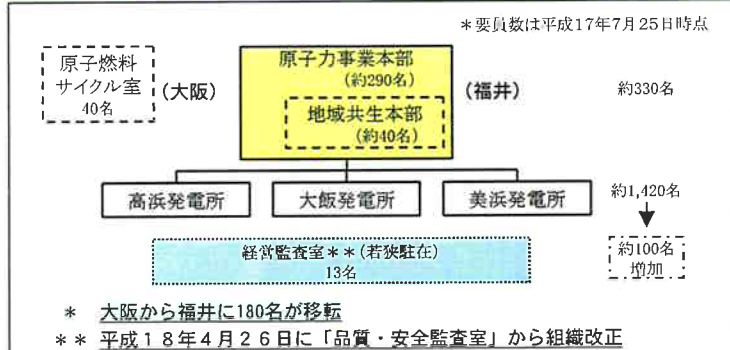 ＊要員数は平成17年7月25日時点
原子燃料
サイクル室
40名
(大阪)
原子力事業本部
(約290名)
地域共生本部
(約40名)
(福井)
約330名
高浜発電所
大飯発電所
美浜発電所
約1,420名
約100名
増加
経営監査室＊＊(若狭駐在)
13名
＊ 大阪から福井に180名が移転
＊＊ 平成１８年４月２６日に「品質・安全監査室」から組織改正